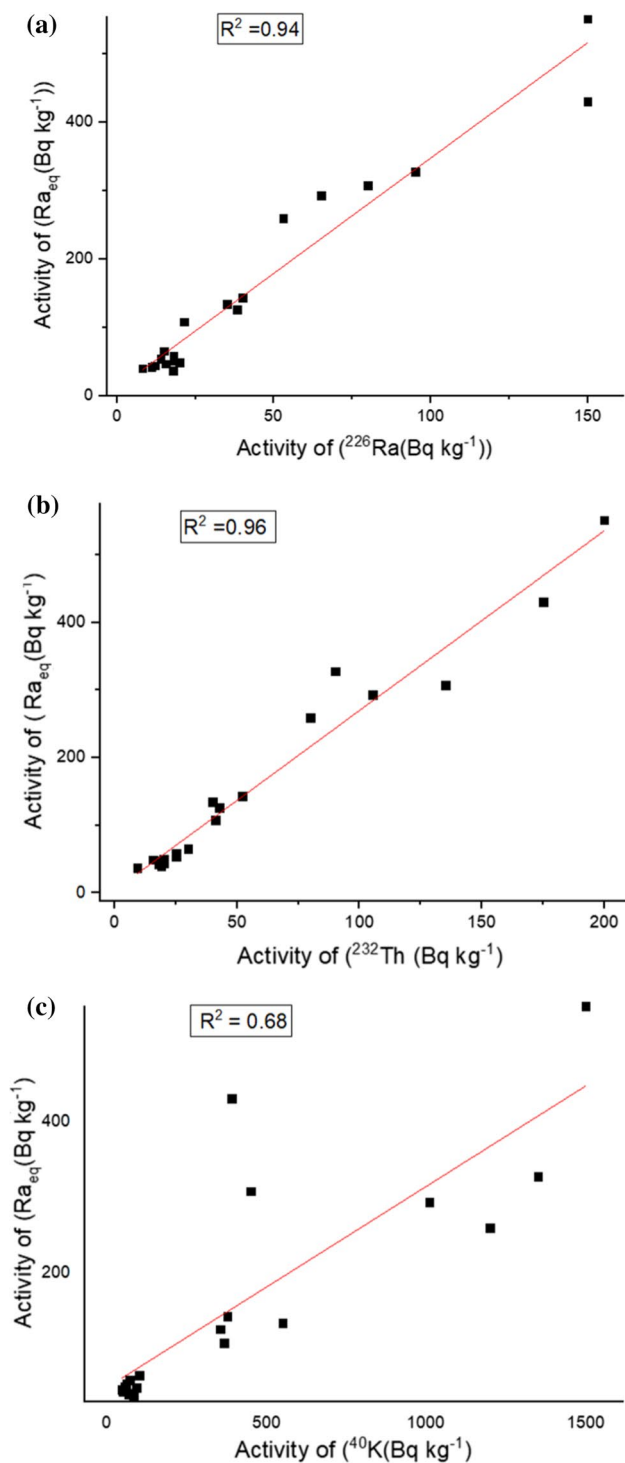 (a)
R² =0.94
Activity of (Raeq(Bq kg⁻¹))
400
200
0
0 50 100 150
Activity of (²²⁶Ra(Bq kg⁻¹))
(b)
R² =0.96
Activity of ( Raeq(Bq kg⁻¹)
400
200
0
0 50 100 150 200
Activity of (²³²Th (Bq kg⁻¹)
(c)
R² = 0.68
Activity of (Raeq(Bq kg⁻¹)
400
200
0 500 1000 1500
Activity of (⁴⁰K(Bq kg⁻¹)